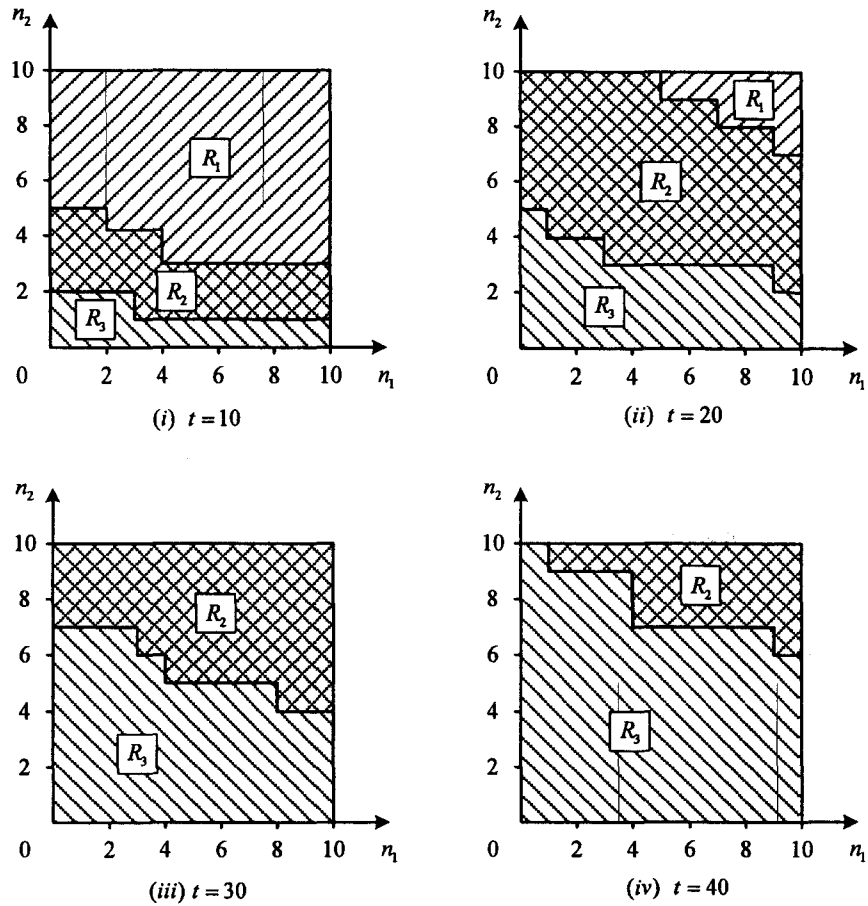 n₂
10
8
6
4
2
0
R₁
R₂
R₃
2 4 6 8 10 n₁
(i) t = 10
n₂
10
8
6
4
2
0
R₁
R₂
R₃
2 4 6 8 10 n₁
(ii) t = 20
n₂
10
8
6
4
2
0
R₂
R₃
2 4 6 8 10 n₁
(iii) t = 30
n₂
10
8
6
4
2
0
R₂
R₃
2 4 6 8 10 n₁
(iv) t = 40